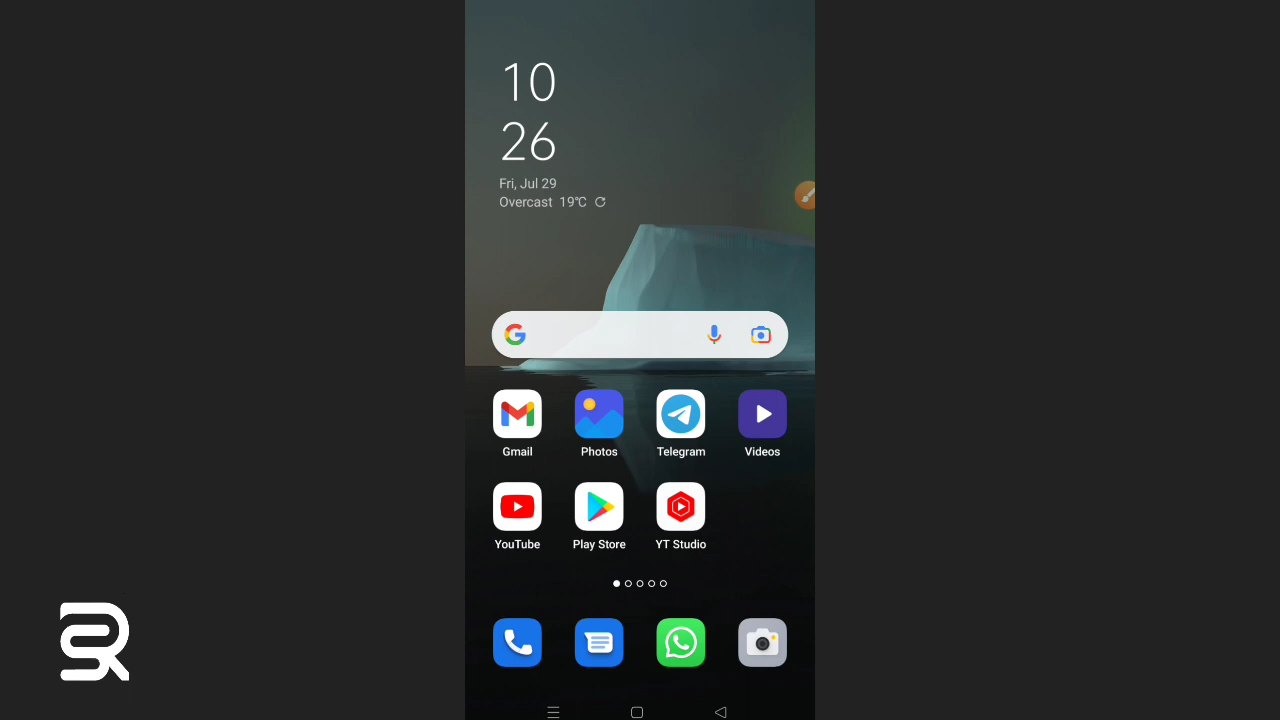 10
26
Fri, Jul 29
Overcast 19°C
Gmail
Photos
Telegram
Videos
YouTube
Play Store
YT Studio